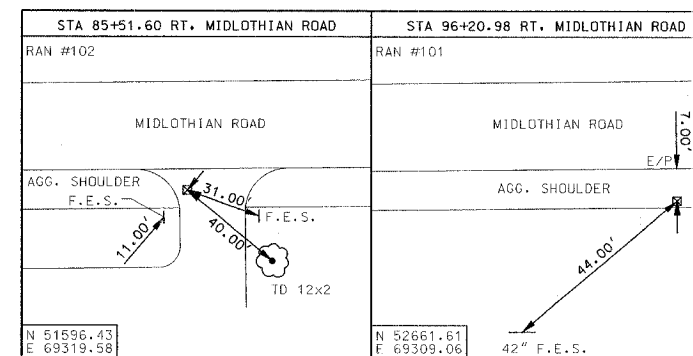 STA 85+51.60 RT. MIDLOTHIAN ROAD
RAN #102
MIDLOTHIAN ROAD
AGG. SHOULDER
F.E.S.
31.00'
F.E.S.
40.00'
11.00'
TD 12x2
N 51596.43
E 69319.58
STA 96+20.98 RT. MIDLOTHIAN ROAD
RAN #101
MIDLOTHIAN ROAD
7.00'
E/P
AGG. SHOULDER
44.00'
42" F.E.S.
N 52661.61
E 69309.06